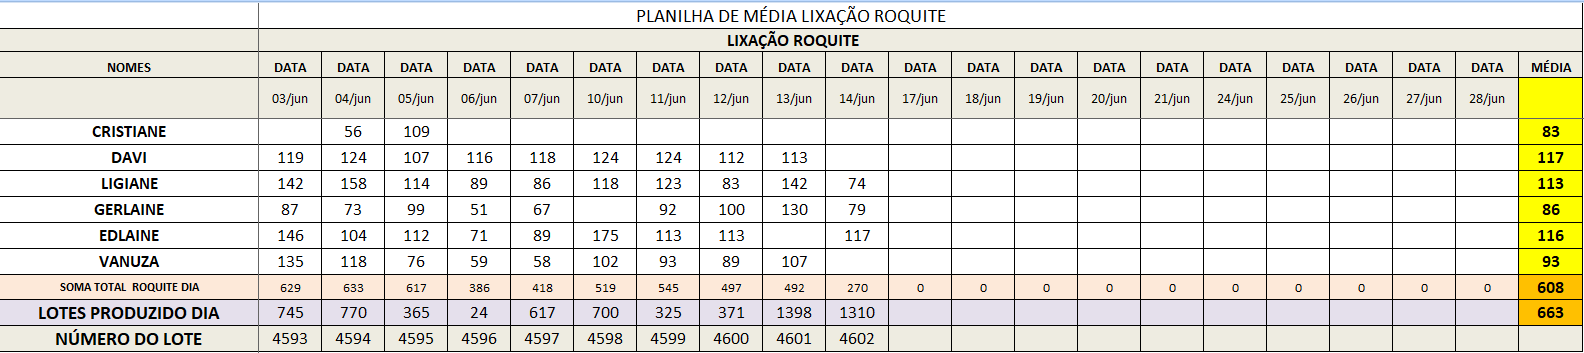 PLANILHA DE MÉDIA LIXAÇÃO ROQUITE
LIXAÇÃO ROQUITE
NOMES DATA DATA DATA DATA DATA DATA DATA DATA DATA DATA DATA DATA DATA DATA DATA DATA DATA DATA DATA DATA MÉDIA
03/jun 04/jun 05/jun 06/jun 07/jun 10/jun 11/jun 12/jun 13/jun 14/jun 17/jun 18/jun 19/jun 20/jun 21/jun 24/jun 25/jun 26/jun 27/jun 28/jun
CRISTIANE 56 109 83
DAVI 119 124 107 116 118 124 124 112 113 117
LIGIANE 142 158 114 89 86 118 123 83 142 74 113
GERLAINE 87 73 99 51 67 92 100 130 79 86
EDLAINE 146 104 112 71 89 175 113 113 117 116
VANUZA 135 118 76 59 58 102 93 89 107 93
SOMA TOTAL ROQUITE DIA 629 633 617 386 418 519 545 497 492 270 0 0 0 0 0 0 0 0 0 0 608
LOTES PRODUZIDO DIA 745 770 365 24 617 700 325 371 1398 1310 663
NÚMERO DO LOTE 4593 4594 4595 4596 4597 4598 4599 4600 4601 4602